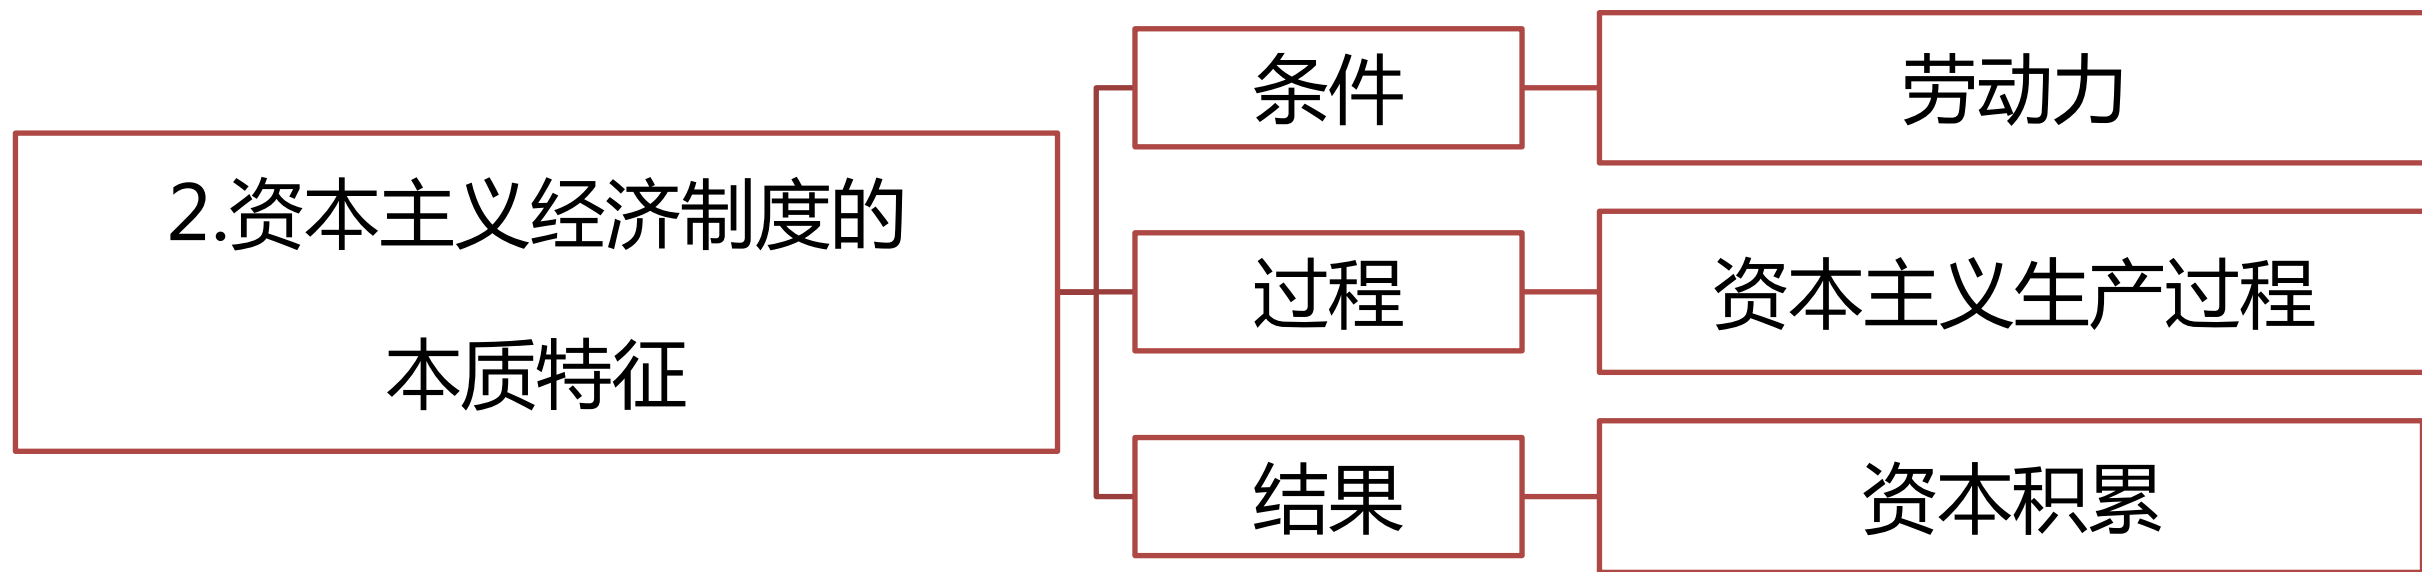 2.资本主义经济制度的
本质特征
条件
劳动力
过程
资本主义生产过程
结果
资本积累